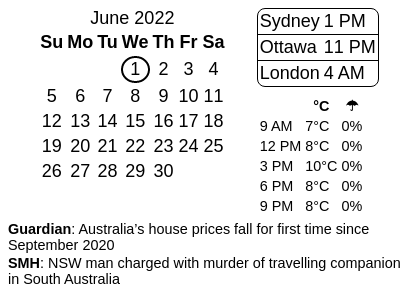 June 2022
Su Mo Tu We Th Fr Sa
1 2 3 4
5 6 7 8 9 10 11
12 13 14 15 16 17 18
19 20 21 22 23 24 25
26 27 28 29 30
Sydney 1 PM
Ottawa 11 PM
London 4 AM
°C ☂
9 AM 7°C 0%
12 PM 8°C 0%
3 PM 10°C 0%
6 PM 8°C 0%
9 PM 8°C 0%
Guardian: Australia’s house prices fall for first time since
September 2020
SMH: NSW man charged with murder of travelling companion
in South Australia